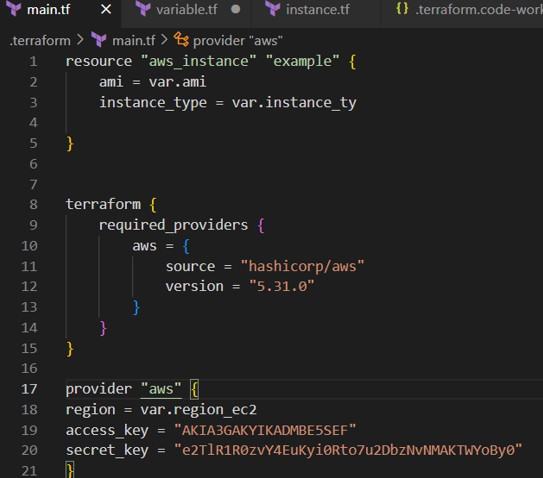 main.tf × variable.tf ● instance.tf {} .terraform.code-work
.terraform > main.tf > provider "aws"
1 resource "aws_instance" "example" {
2 ami = var.ami
3 instance_type = var.instance_ty
4
5 }
6
7
8 terraform {
9 required_providers {
10 aws = {
11 source = "hashicorp/aws"
12 version = "5.31.0"
13 }
14 }
15 }
16
17 provider "aws" {
18 region = var.region_ec2
19 access_key = "AKIA3GAKYIKADMBE5SEF"
20 secret_key = "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"
21 }